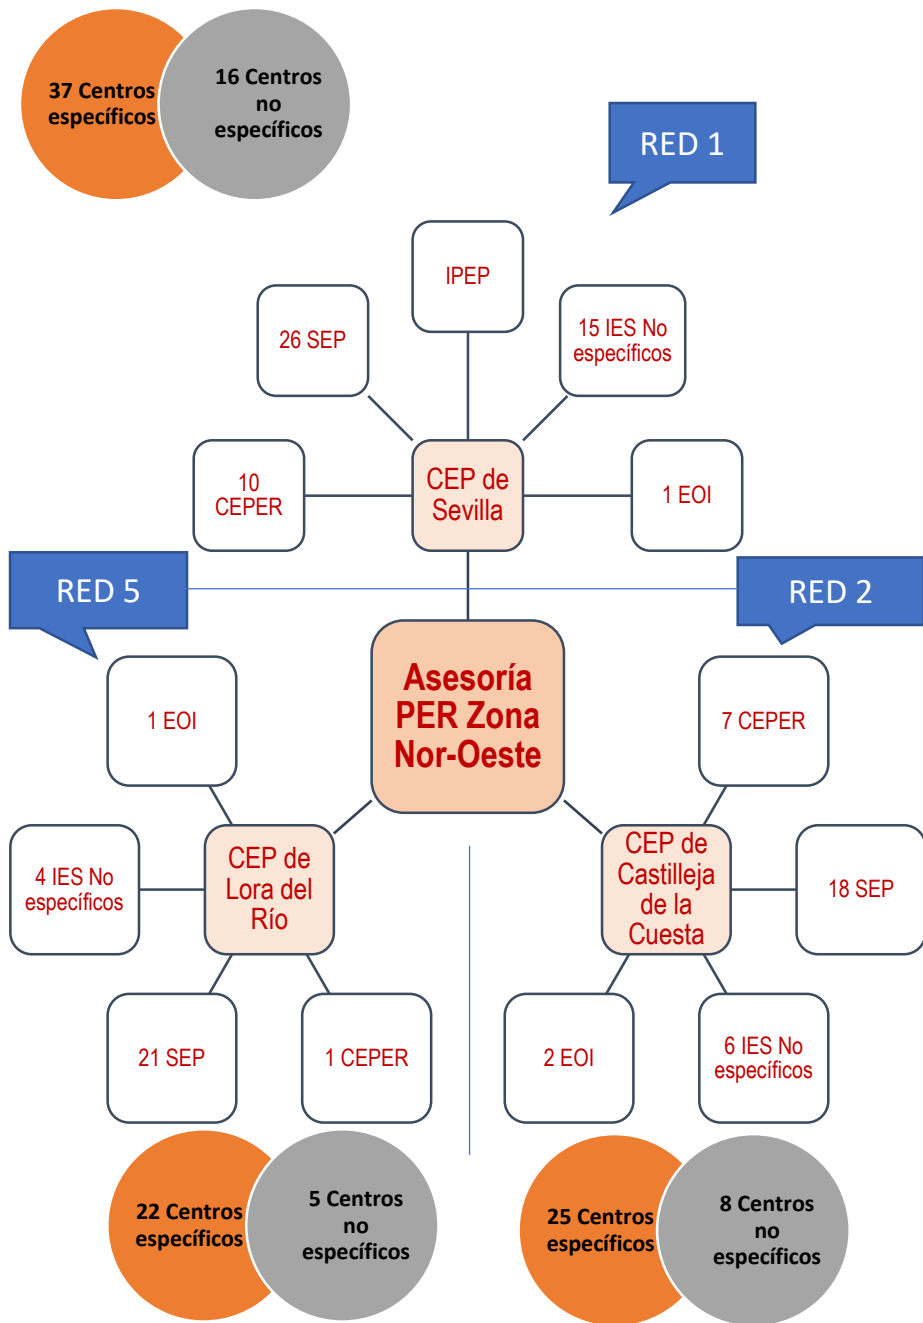 37 Centros
específicos
16 Centros
no
específicos
RED 1
IPEP
26 SEP
15 IES No
específicos
10
CEPER
CEP de
Sevilla
1 EOI
RED 5
RED 2
Asesoría
PER Zona
Nor-Oeste
1 EOI
7 CEPER
4 IES No
específicos
CEP de
Lora del
Río
CEP de
Castilleja
de la
Cuesta
18 SEP
21 SEP
1 CEPER
2 EOI
6 IES No
específicos
22 Centros
específicos
5 Centros
no
específicos
25 Centros
específicos
8 Centros
no
específicos